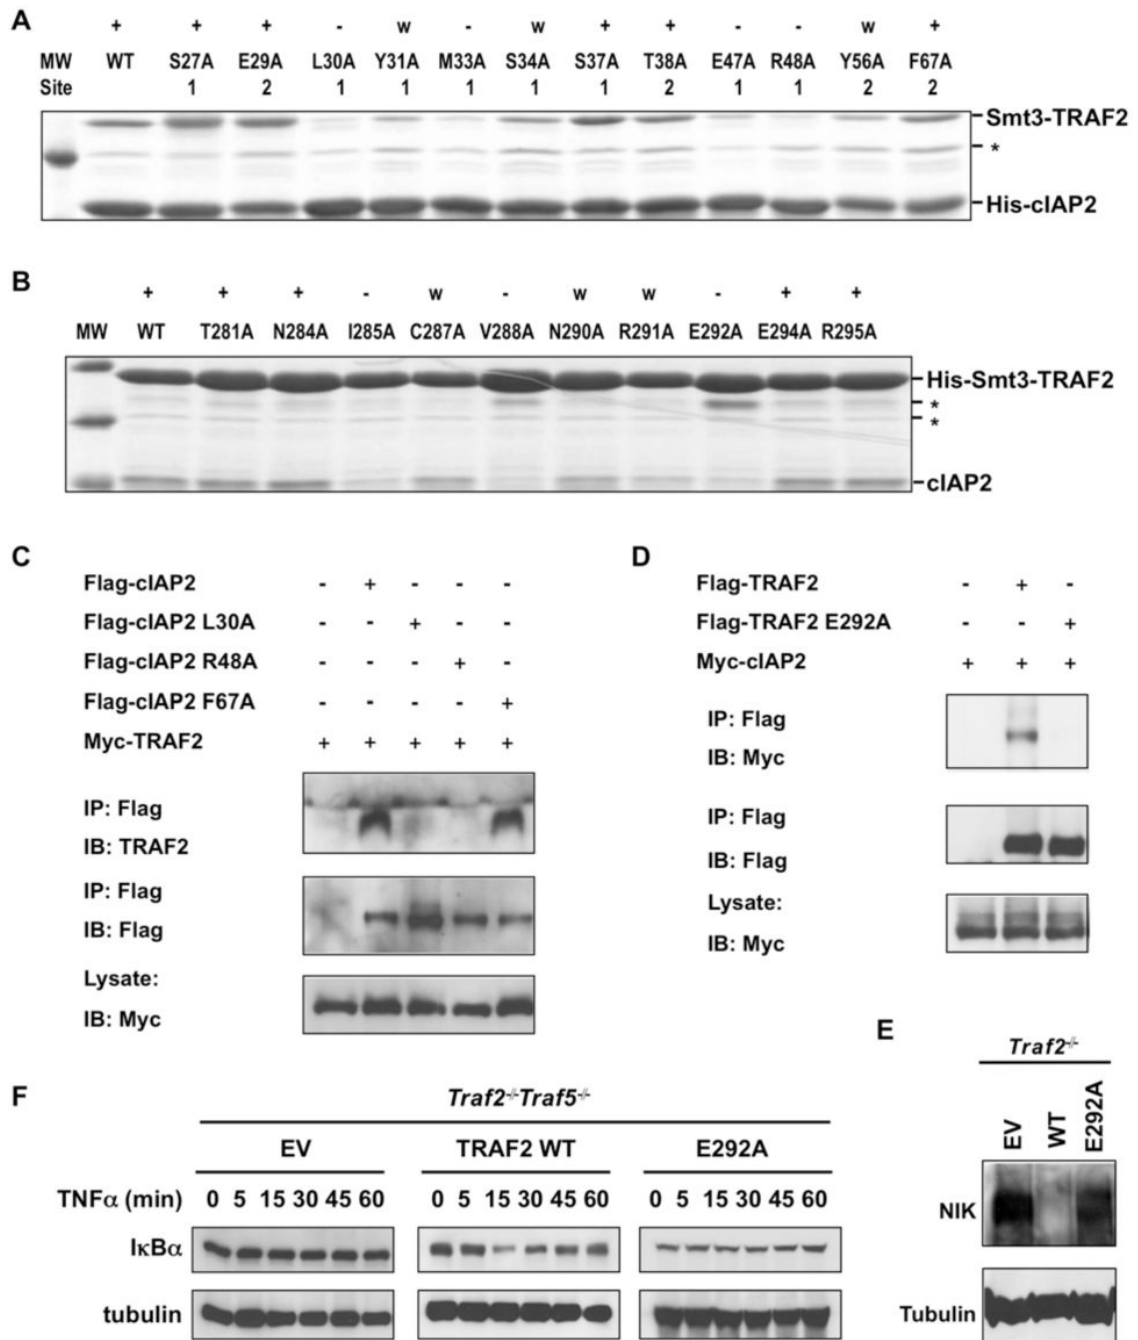 A
+ + + - w - w + + - - w +
MW WT S27A E29A L30A Y31A M33A S34A S37A T38A E47A R48A Y56A F67A
Site 1 2 1 1 1 1 1 2 1 1 2 2
Smt3-TRAF2
*
His-cIAP2
B
+ + + - w - w w - + +
MW WT T281A N284A I285A C287A V288A N290A R291A E292A E294A R295A
His-Smt3-TRAF2
*
*
cIAP2
C
Flag-cIAP2 - + - - -
Flag-cIAP2 L30A - - + - -
Flag-cIAP2 R48A - - - + -
Flag-cIAP2 F67A - - - - +
Myc-TRAF2 + + + + +
IP: Flag
IB: TRAF2
IP: Flag
IB: Flag
Lysate:
IB: Myc
D
Flag-TRAF2 - + -
Flag-TRAF2 E292A - - +
Myc-cIAP2 + + +
IP: Flag
IB: Myc
IP: Flag
IB: Flag
Lysate:
IB: Myc
E
Traf2-/-
EV WT E292A
NIK
Tubulin
F
Traf2-/-Traf5-/-
EV TRAF2 WT E292A
TNFα (min) 0 5 15 30 45 60 0 5 15 30 45 60 0 5 15 30 45 60
IκBα
tubulin